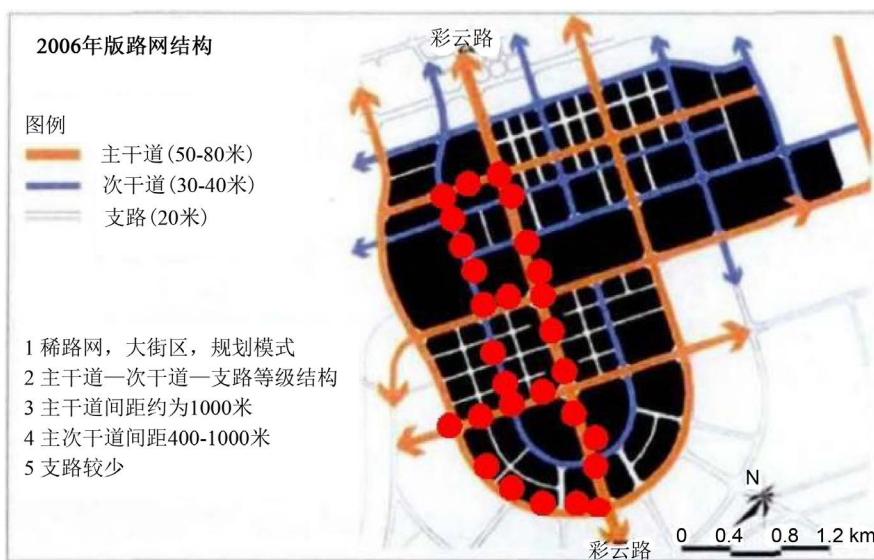 彩云路
2006年版路网结构
图例
主干道(50-80米)
次干道(30-40米)
支路(20米)
1 稀路网，大街区，规划模式
2 主干道—次干道—支路等级结构
3 主干道间距约为1000米
4 主次干道间距400-1000米
5 支路较少
N
0 0.4 0.8 1.2 km
彩云路